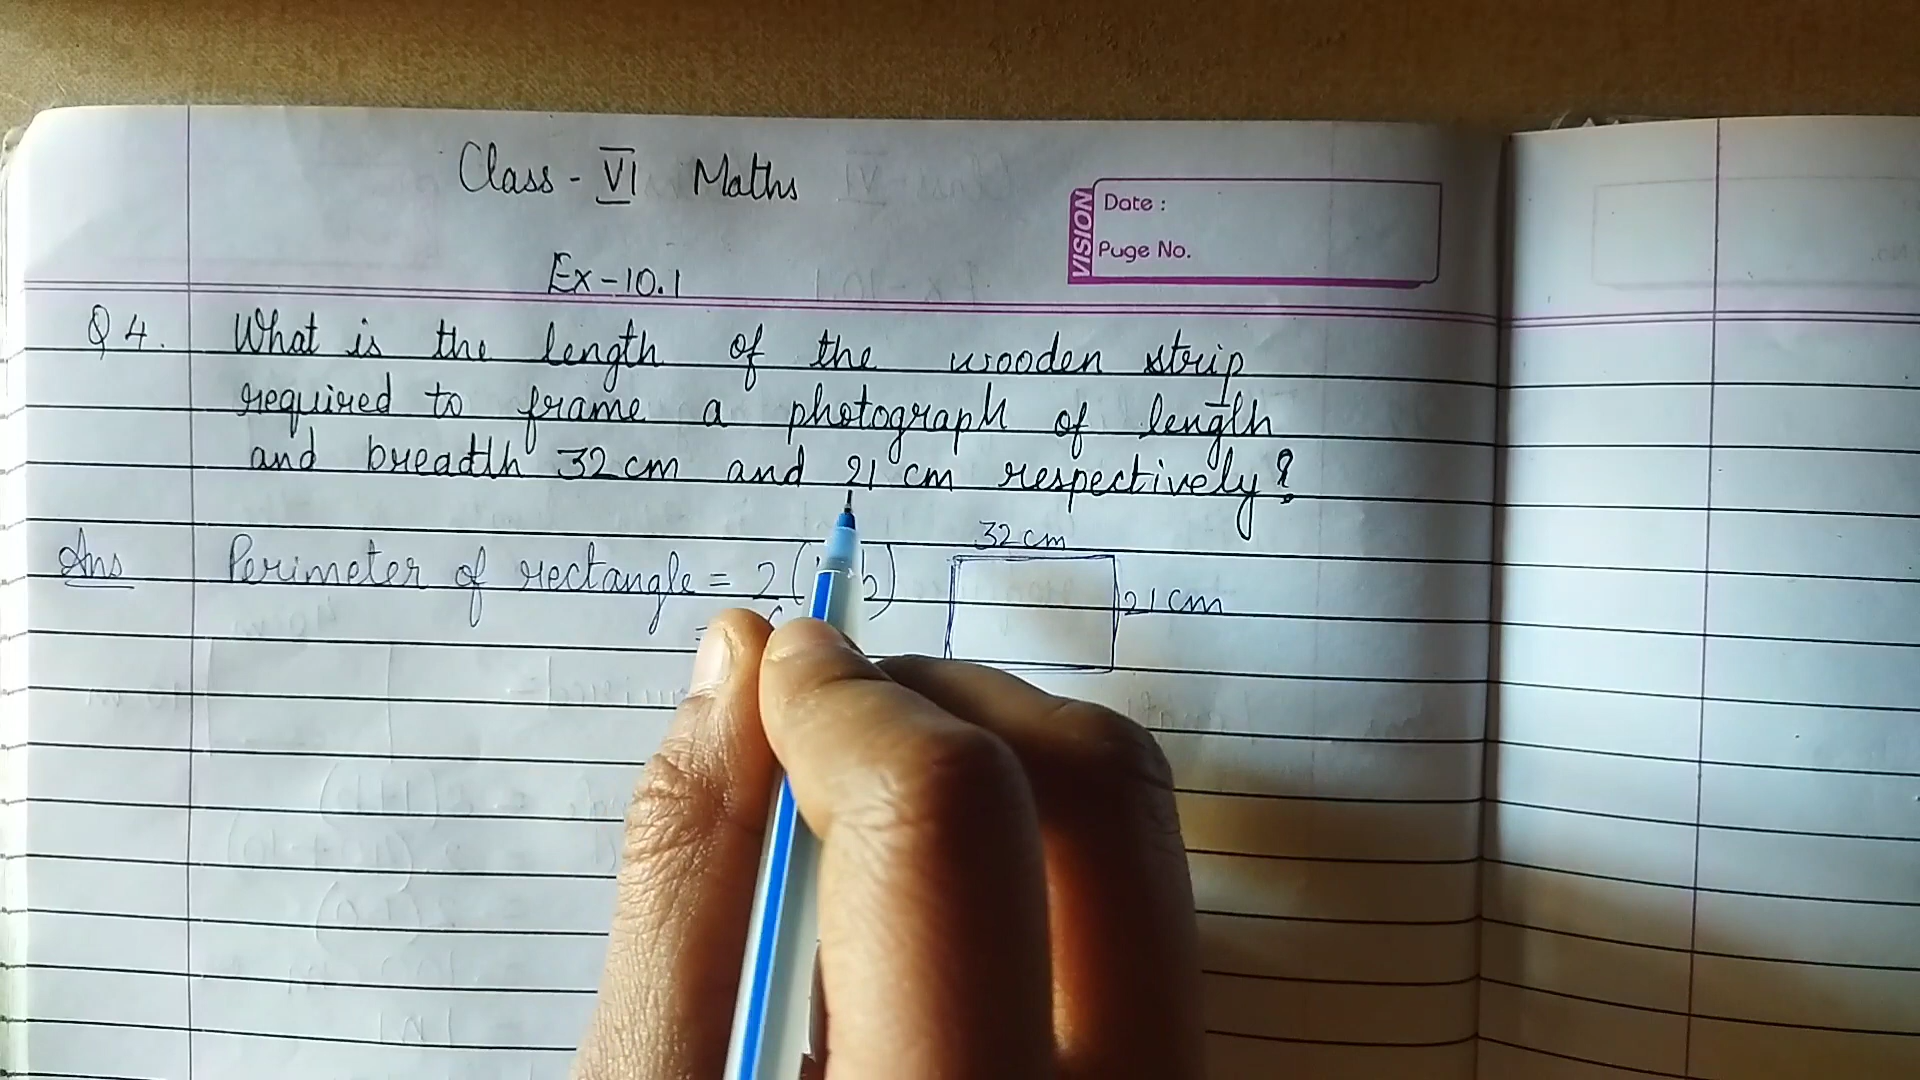 Class - VI Maths
VISION
Date :
Puge No.
Ex-10.1
Q 4. What is the length of the wooden strip
required to frame a photograph of length
and breadth 32 cm and 21 cm respectively?
32 cm
Ans Perimeter of rectangle = 2 ( b)
21 cm
=